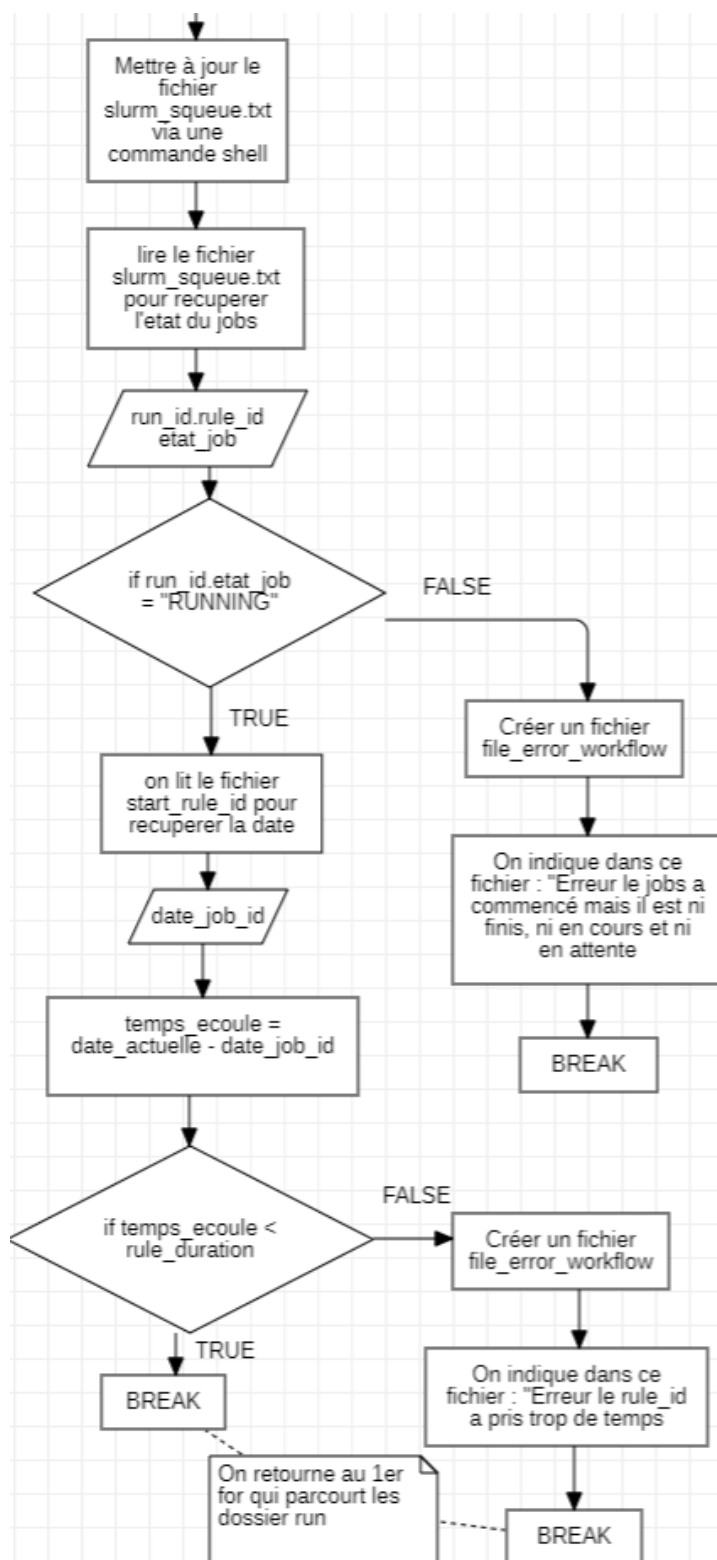 Mettre à jour le
fichier
slurm_squeue.txt
via une
commande shell
lire le fichier
slurm_squeue.txt
pour recuperer
l'etat du jobs
run_id.rule_id
etat_job
if run_id.etat_job
= "RUNNING"
FALSE
TRUE
Créer un fichier
file_error_workflow
on lit le fichier
start_rule_id pour
recuperer la date
On indique dans ce
fichier : "Erreur le jobs a
commencé mais il est ni
finis, ni en cours et ni
en attente
date_job_id
temps_ecoule =
date_actuelle - date_job_id
BREAK
if temps_ecoule <
rule_duration
FALSE
Créer un fichier
file_error_workflow
TRUE
BREAK
On indique dans ce
fichier : "Erreur le rule_id
a pris trop de temps
On retourne au 1er
for qui parcourt les
dossier run
BREAK